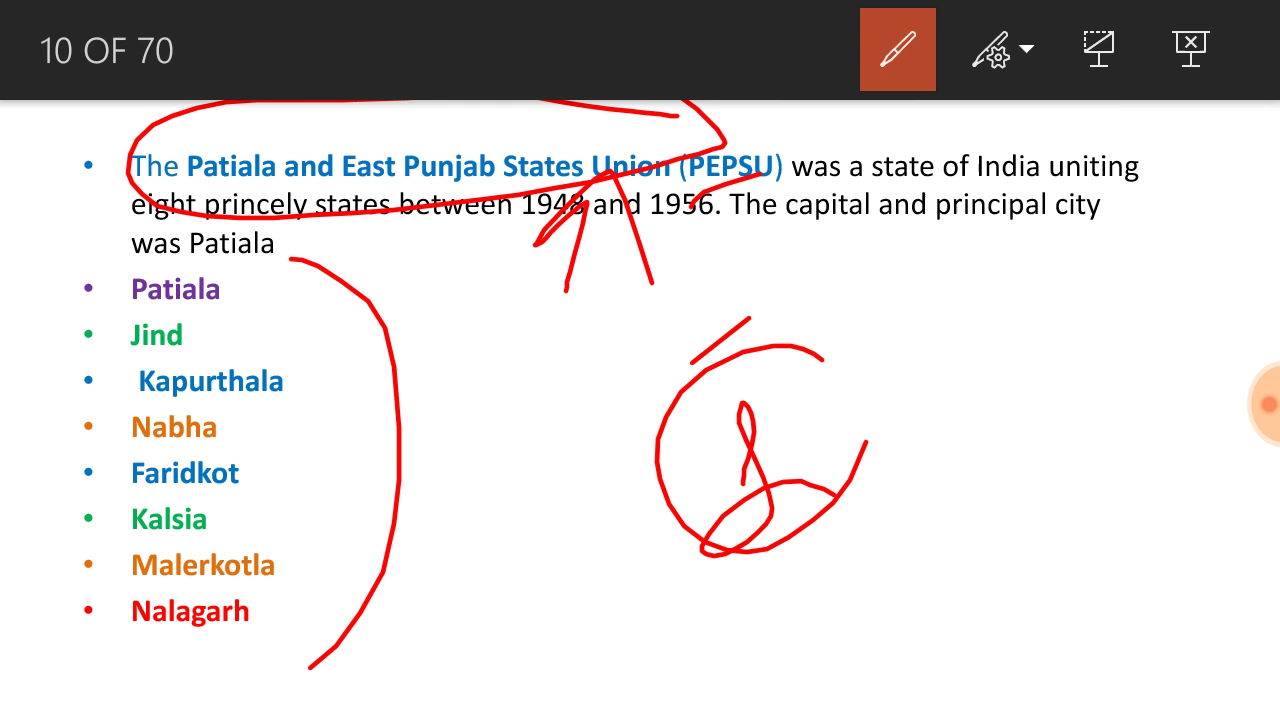 10 OF 70
• The Patiala and East Punjab States Union (PEPSU) was a state of India uniting
eight princely states between 1948 and 1956. The capital and principal city
was Patiala
• Patiala
• Jind
• Kapurthala
• Nabha
• Faridkot
• Kalsia
• Malerkotla
• Nalagarh